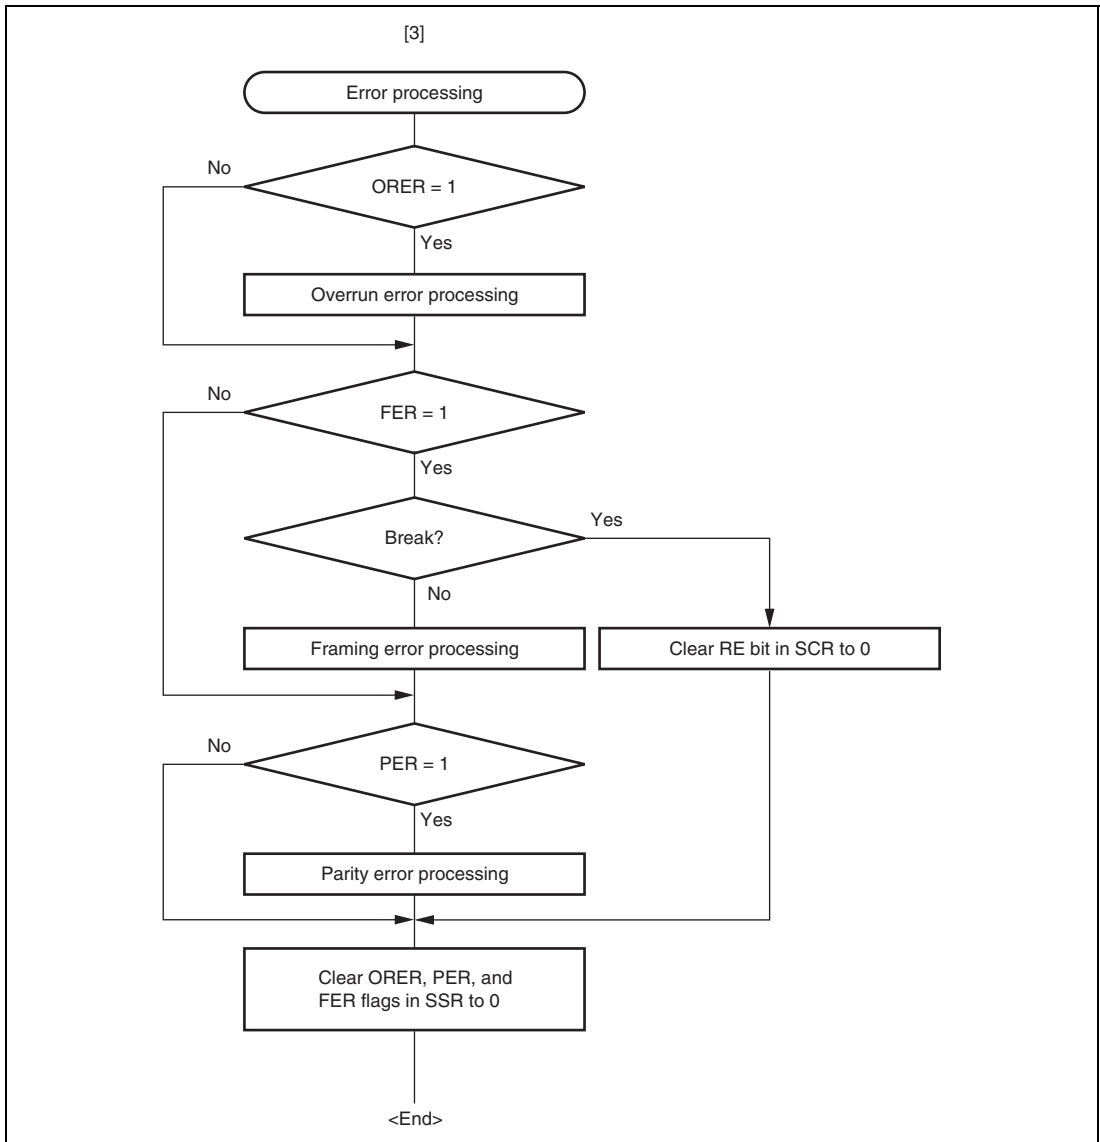 [3]
Error processing
No
ORER = 1
Yes
Overrun error processing
No
FER = 1
Yes
Break?
Yes
No
Framing error processing
Clear RE bit in SCR to 0
No
PER = 1
Yes
Parity error processing
Clear ORER, PER, and
FER flags in SSR to 0
<End>